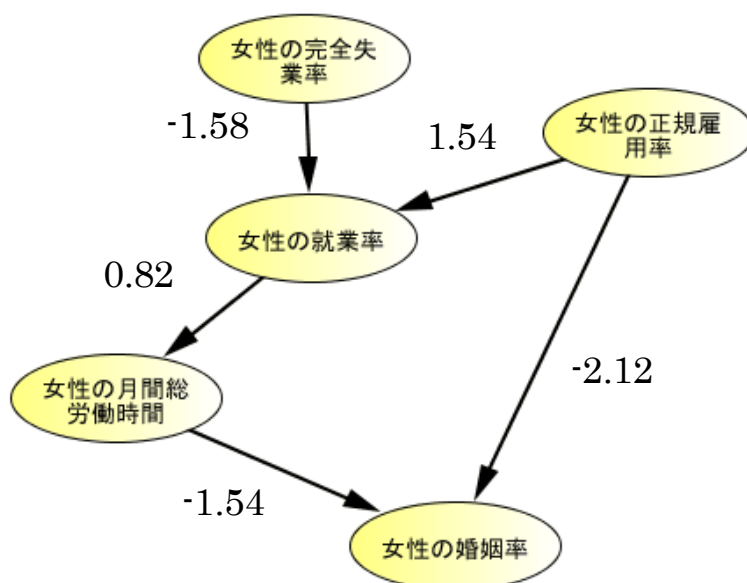 女性の完全失
業率
-1.58
女性の正規雇
用率
1.54
女性の就業率
0.82
-2.12
女性の月間総
労働時間
-1.54
女性の婚姻率